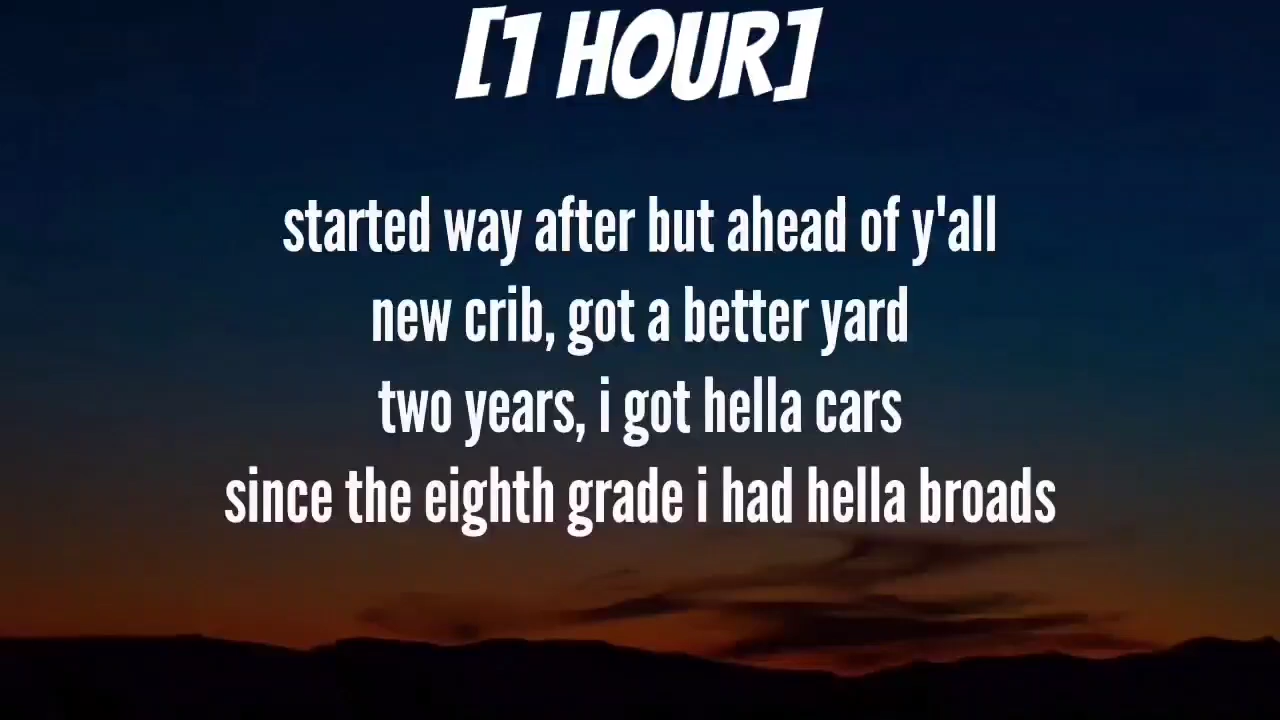 [1 HOUR]
started way after but ahead of y'all
new crib, got a better yard
two years, i got hella cars
since the eighth grade i had hella broads